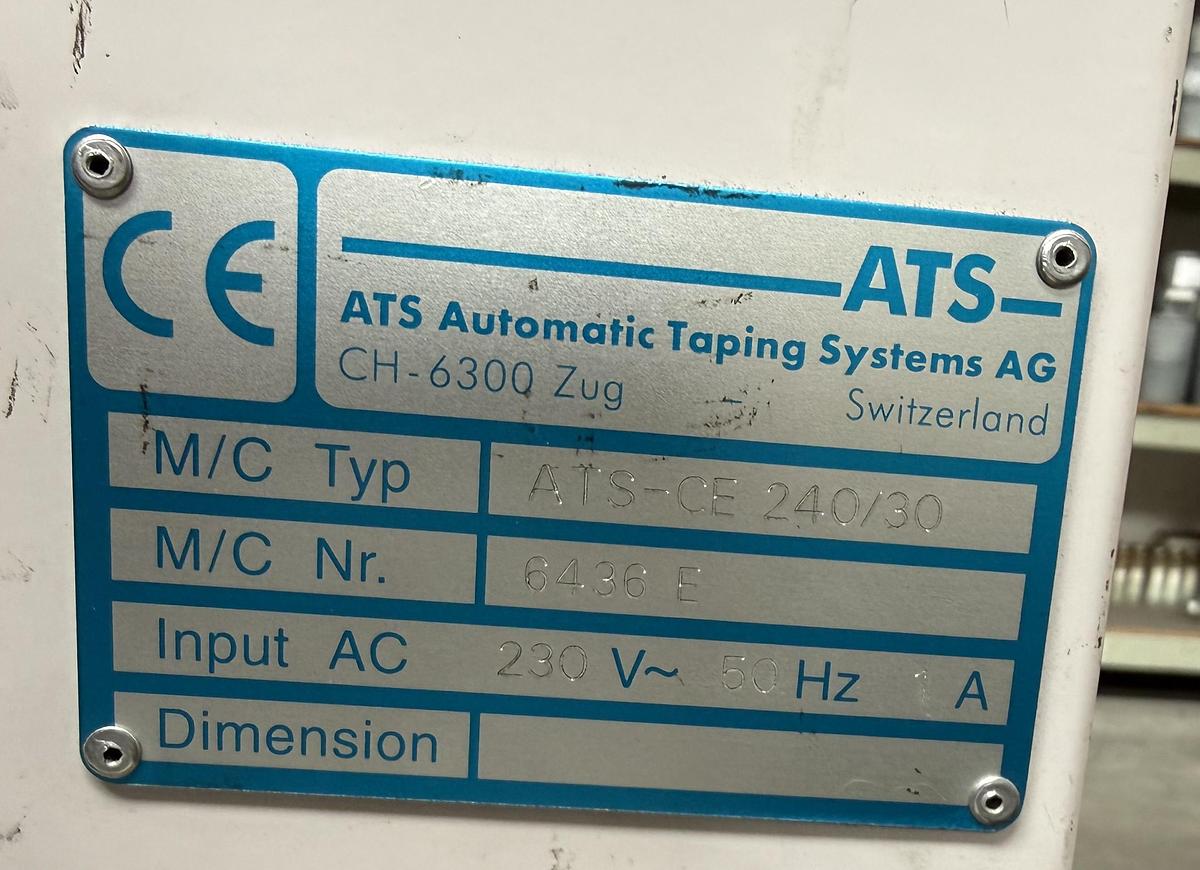 CE
ATS
ATS Automatic Taping Systems AG
CH-6300 Zug Switzerland
M/C Typ ATS-CE 240/30
M/C Nr. 6436 E
Input AC 230 V~ 50 Hz 1 A
Dimension